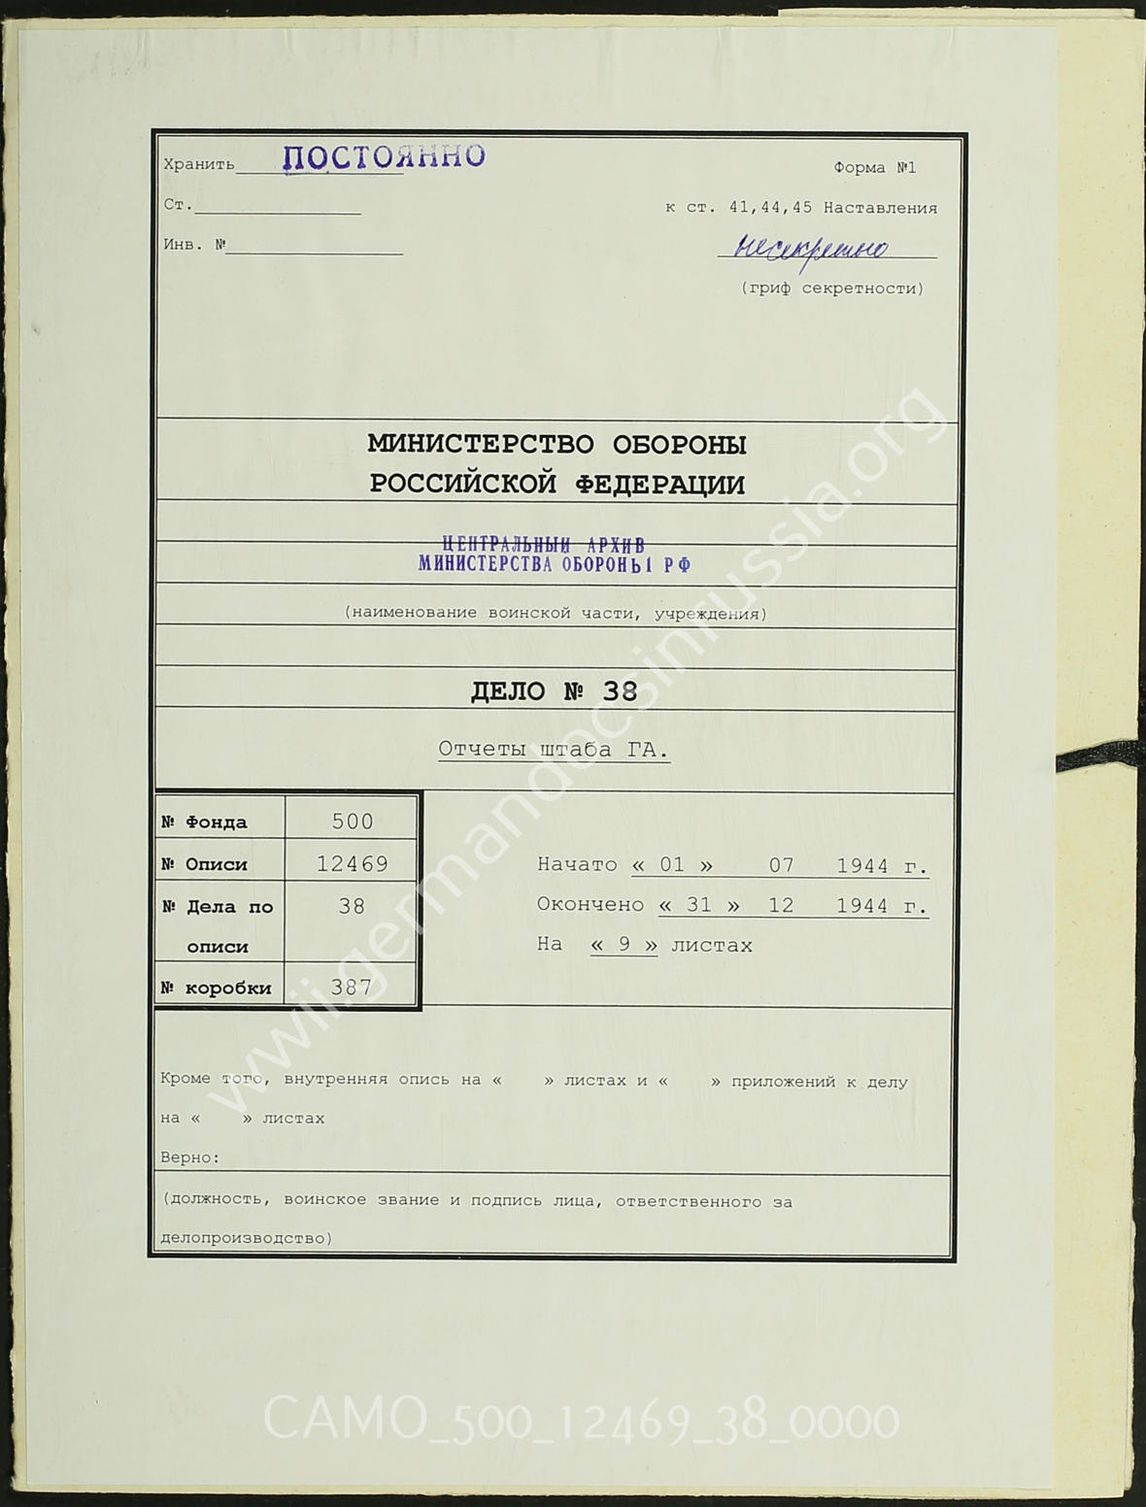 Хранить ПОСТОЯННО
Форма №1
Ст.
к ст. 41,44,45 Наставления
Инв. №
несекретно
(гриф секретности)
МИНИСТЕРСТВО ОБОРОНЫ
РОССИЙСКОЙ ФЕДЕРАЦИИ
ЦЕНТРАЛЬНЫЙ АРХИВ
МИНИСТЕРСТВА ОБОРОНЫ РФ
(наименование воинской части, учреждения)
ДЕЛО № 38
Отчеты штаба ГА.
№ Фонда 500
№ Описи 12469
№ Дела по 38
описи
№ коробки 387
Начато « 01 » 07 1944 г.
Окончено « 31 » 12 1944 г.
На « 9 » листах
Кроме того, внутренняя опись на « » листах и « » приложений к делу
на « » листах
Верно:
(должность, воинское звание и подпись лица, ответственного за
делопроизводство)
wwii.germandocsinrussia.org
CAMO_500_12469_38_0000